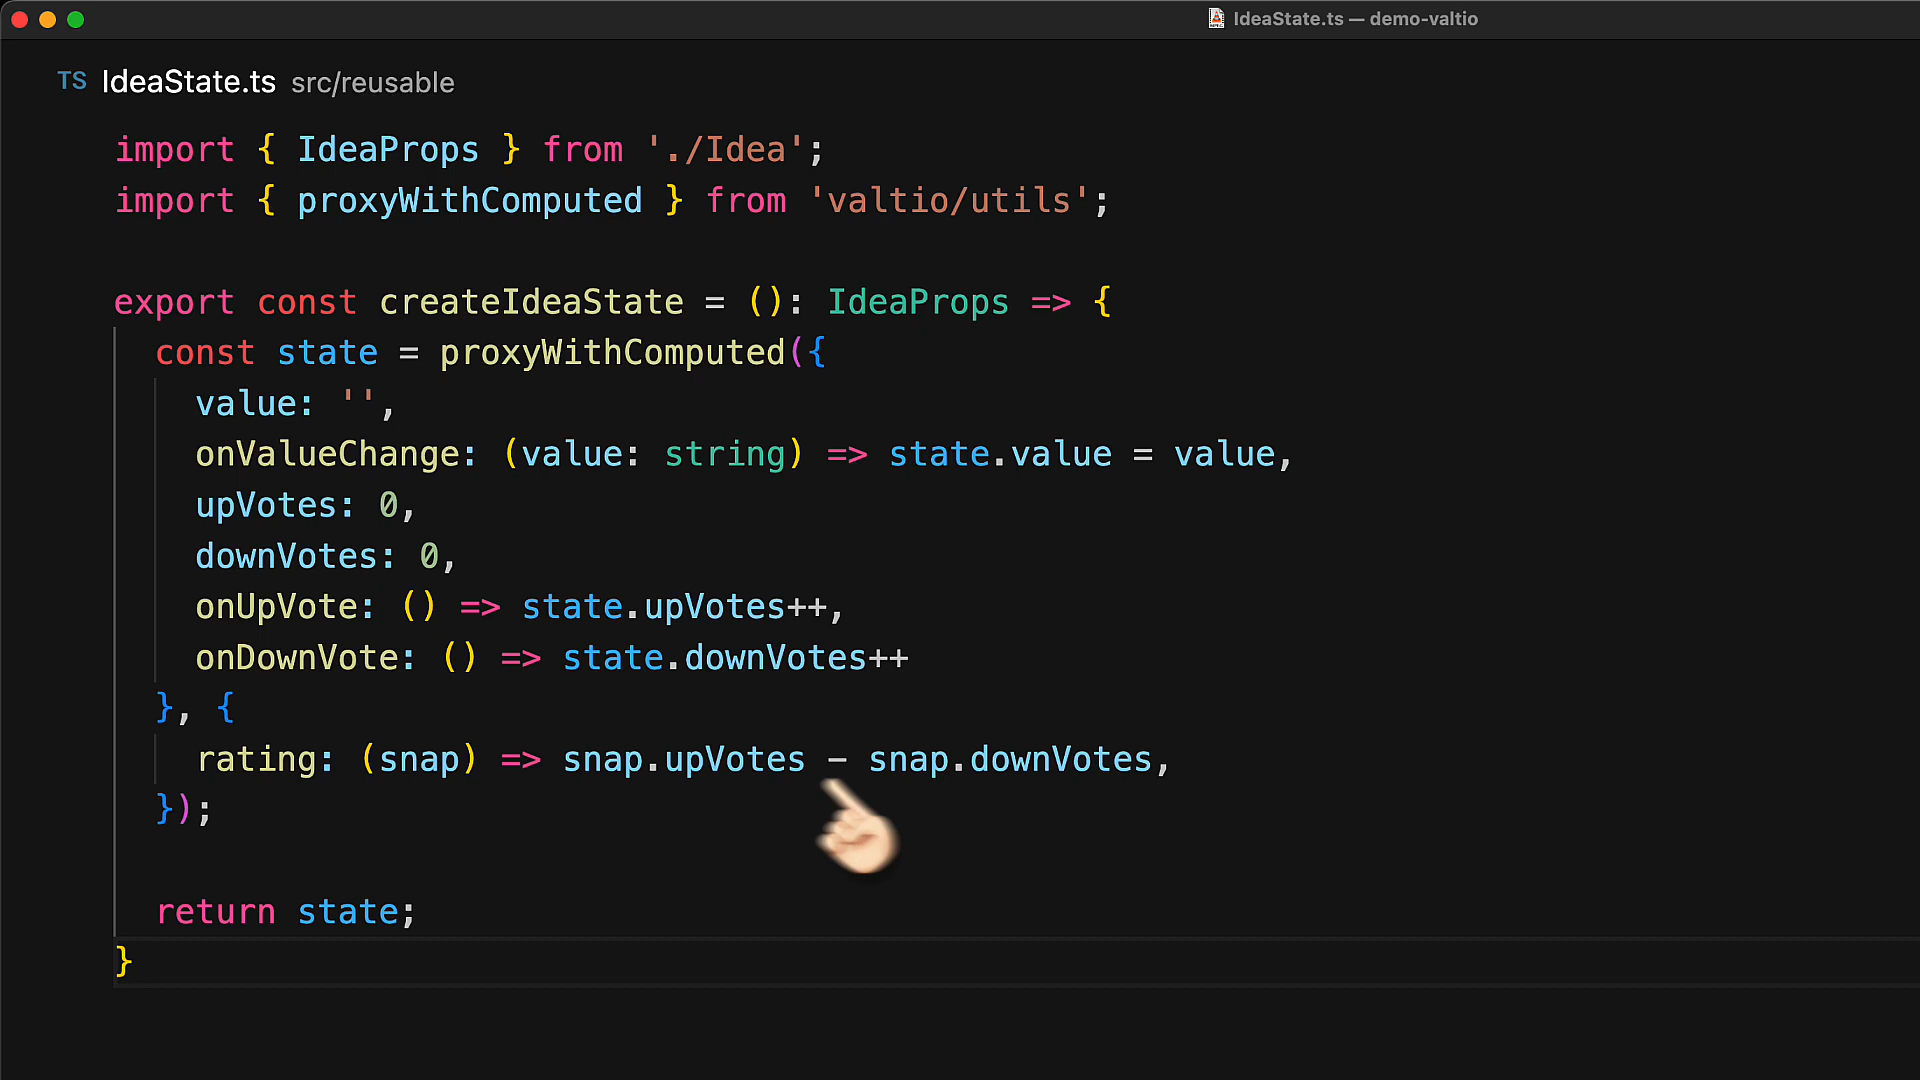 IdeaState.ts — demo-valtio
TS IdeaState.ts src/reusable
import { IdeaProps } from './Idea';
import { proxyWithComputed } from 'valtio/utils';
export const createIdeaState = (): IdeaProps => {
const state = proxyWithComputed({
value: '',
onValueChange: (value: string) => state.value = value,
upVotes: 0,
downVotes: 0,
onUpVote: () => state.upVotes++,
onDownVote: () => state.downVotes++
}, {
rating: (snap) => snap.upVotes - snap.downVotes,
});
return state;
}